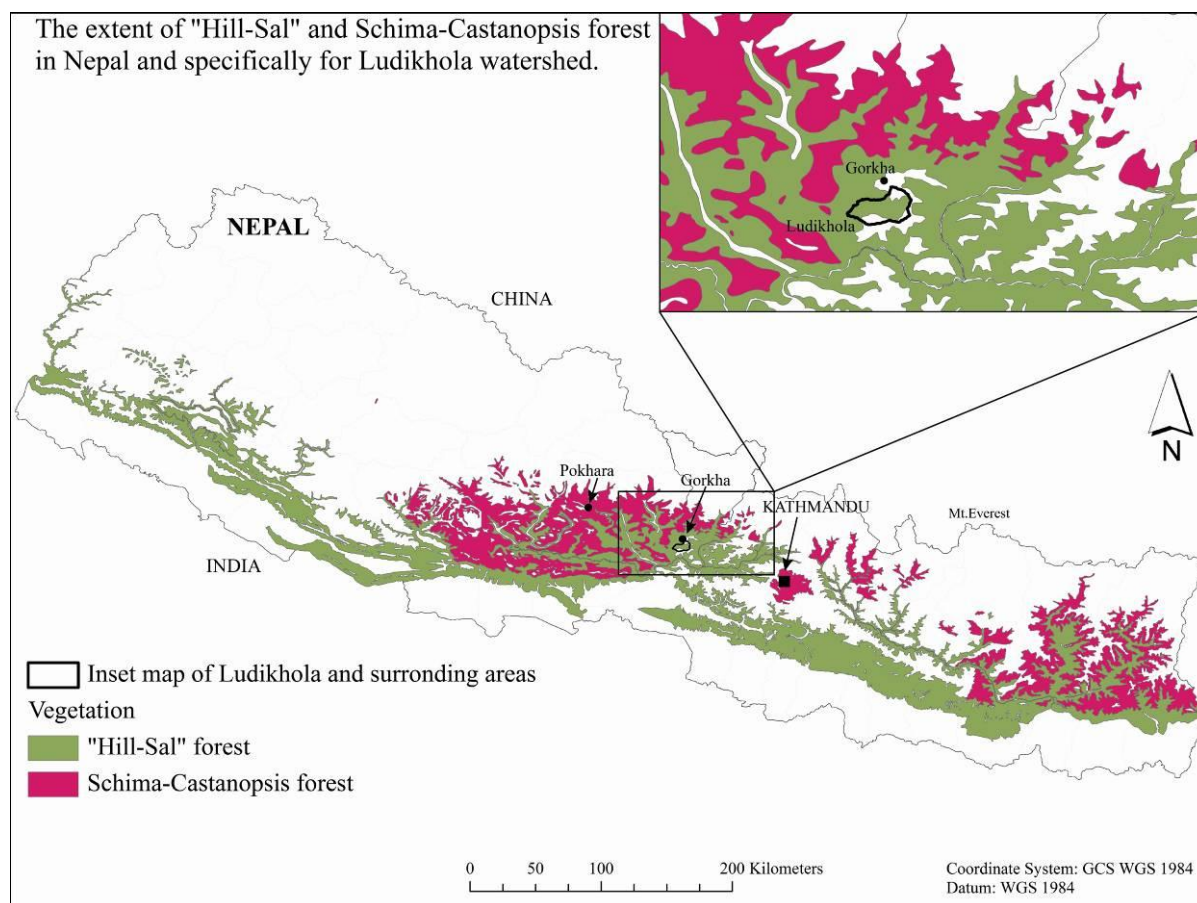 The extent of "Hill-Sal" and Schima-Castanopsis forest
in Nepal and specifically for Ludikhola watershed.
Gorkha
Ludikhola
NEPAL
CHINA
N
Pokhara
Gorkha
KATHMANDU
Mt.Everest
INDIA
Inset map of Ludikhola and surronding areas
Vegetation
"Hill-Sal" forest
Schima-Castanopsis forest
0 50 100 200 Kilometers
Coordinate System: GCS WGS 1984
Datum: WGS 1984